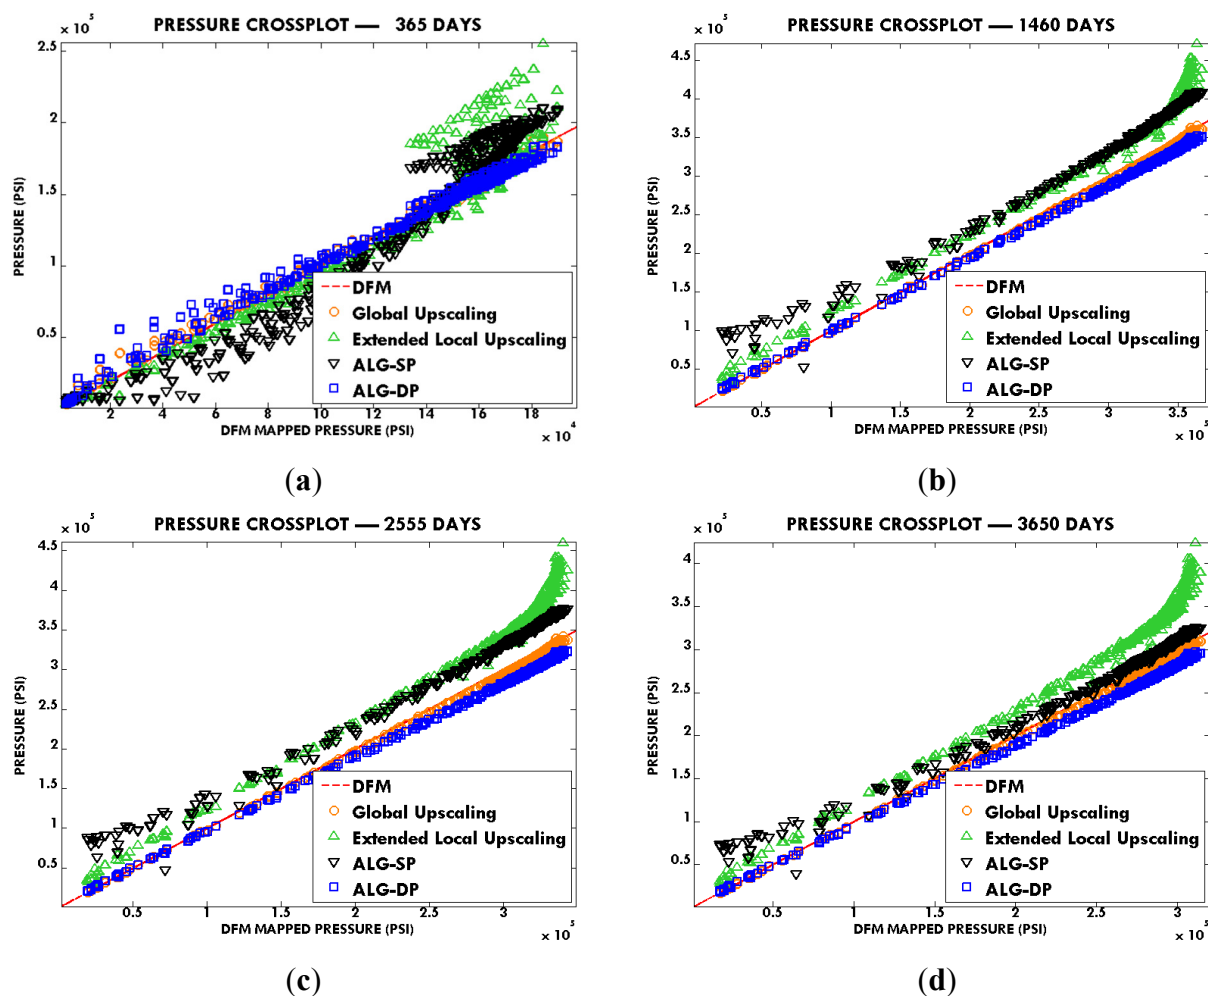 (a)
PRESSURE CROSSPLOT — 365 DAYS
× 10⁵
2.5
2
1.5
1
0.5
PRESSURE (PSI)
DFM
Global Upscaling
Extended Local Upscaling
ALG-SP
ALG-DP
2 4 6 8 10 12 14 16 18
DFM MAPPED PRESSURE (PSI)
× 10⁴
(b)
PRESSURE CROSSPLOT — 1460 DAYS
× 10⁵
4.5
4
3.5
3
2.5
2
1.5
1
0.5
PRESSURE (PSI)
DFM
Global Upscaling
Extended Local Upscaling
ALG-SP
ALG-DP
0.5 1 1.5 2 2.5 3 3.5
DFM MAPPED PRESSURE (PSI)
× 10⁵
(a)
(b)
PRESSURE CROSSPLOT — 2555 DAYS
× 10⁵
4.5
4
3.5
3
2.5
2
1.5
1
0.5
PRESSURE (PSI)
DFM
Global Upscaling
Extended Local Upscaling
ALG-SP
ALG-DP
0.5 1 1.5 2 2.5 3
DFM MAPPED PRESSURE (PSI)
× 10⁵
PRESSURE CROSSPLOT — 3650 DAYS
× 10⁵
4
3.5
3
2.5
2
1.5
1
0.5
PRESSURE (PSI)
DFM
Global Upscaling
Extended Local Upscaling
ALG-SP
ALG-DP
0.5 1 1.5 2 2.5 3
DFM MAPPED PRESSURE (PSI)
× 10⁵
(c)
(d)